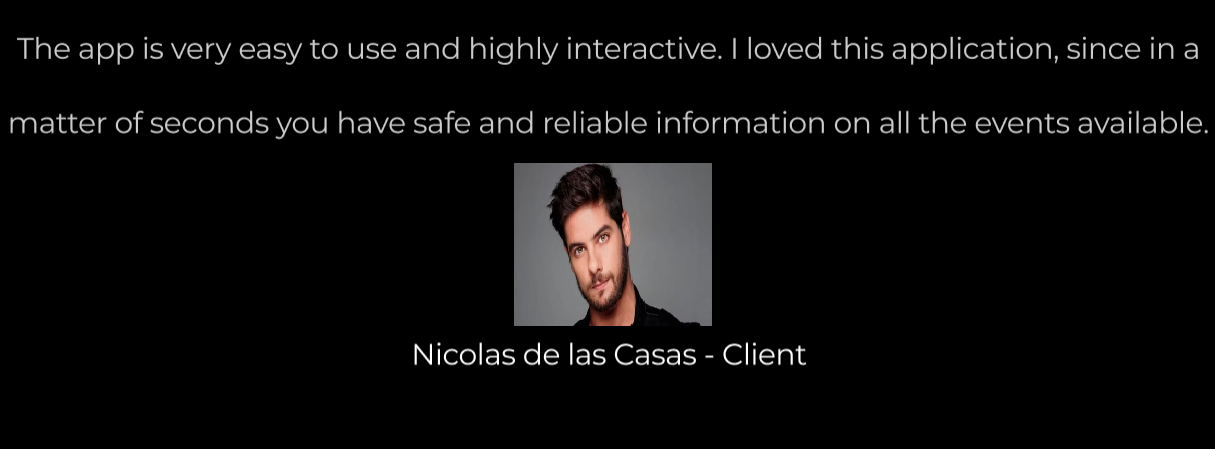 The app is very easy to use and highly interactive. I loved this application, since in a
matter of seconds you have safe and reliable information on all the events available.
Nicolas de las Casas - Client